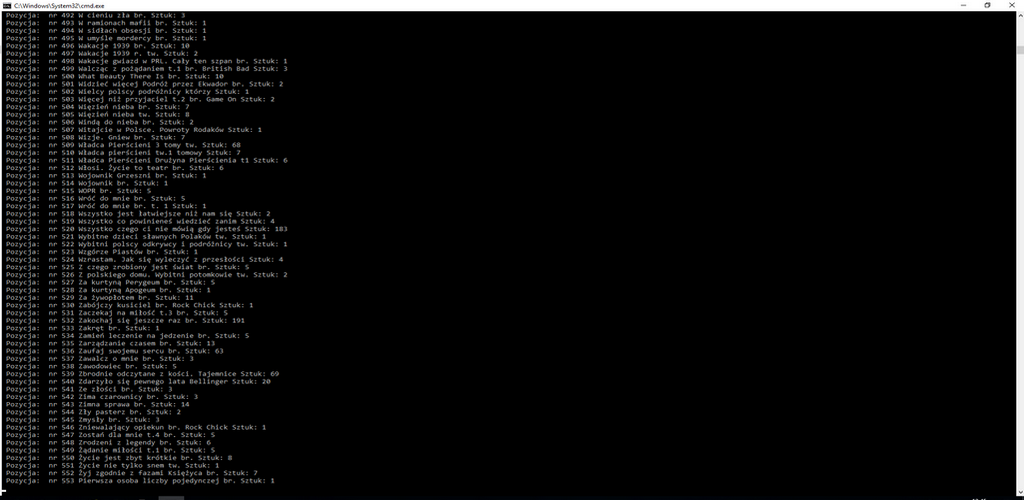 C:\Windows\System32\cmd.exe
Pozycja:  nr 492 W cieniu zła br. Sztuk: 3
Pozycja:  nr 493 W ramionach mafii br. Sztuk: 1
Pozycja:  nr 494 W sidłach obsesji br. Sztuk: 1
Pozycja:  nr 495 W umyśle mordercy br. Sztuk: 1
Pozycja:  nr 496 Wakacje 1939 br. Sztuk: 10
Pozycja:  nr 497 Wakacje 1939 r. tw. Sztuk: 2
Pozycja:  nr 498 Wakacje gwiazd w PRL. Cały ten szpan br. Sztuk: 1
Pozycja:  nr 499 Walcząc z pożądaniem t.1 br. British Bad Sztuk: 3
Pozycja:  nr 500 What Beauty There Is br. Sztuk: 10
Pozycja:  nr 501 Widzieć więcej Podróż przez Ekwador br. Sztuk: 2
Pozycja:  nr 502 Wielcy polscy podróżnicy którzy Sztuk: 1
Pozycja:  nr 503 Więcej niż przyjaciel t.2 br. Game On Sztuk: 2
Pozycja:  nr 504 Więzień nieba br. Sztuk: 7
Pozycja:  nr 505 Więzień nieba tw. Sztuk: 8
Pozycja:  nr 506 Windą do nieba br. Sztuk: 2
Pozycja:  nr 507 Witajcie w Polsce. Powroty Rodaków Sztuk: 1
Pozycja:  nr 508 Wizje. Gniew br. Sztuk: 7
Pozycja:  nr 509 Władca Pierścieni 3 tomy tw. Sztuk: 68
Pozycja:  nr 510 Władca pierścieni tw.1 tomowy Sztuk: 7
Pozycja:  nr 511 Władca Pierścieni Drużyna Pierścienia t1 Sztuk: 6
Pozycja:  nr 512 Włosi. Życie to teatr br. Sztuk: 6
Pozycja:  nr 513 Wojownik Grzeszni br. Sztuk: 1
Pozycja:  nr 514 Wojownik br. Sztuk: 1
Pozycja:  nr 515 WOPR br. Sztuk: 5
Pozycja:  nr 516 Wróć do mnie br. Sztuk: 5
Pozycja:  nr 517 Wróć do mnie br. t. 1 Sztuk: 1
Pozycja:  nr 518 Wszystko jest łatwiejsze niż nam się Sztuk: 2
Pozycja:  nr 519 Wszystko co powinieneś wiedzieć zanim Sztuk: 4
Pozycja:  nr 520 Wszystko czego ci nie mówią gdy jesteś Sztuk: 183
Pozycja:  nr 521 Wybitne dzieci sławnych Polaków tw. Sztuk: 1
Pozycja:  nr 522 Wybitni polscy odkrywcy i podróżnicy tw. Sztuk: 1
Pozycja:  nr 523 Wzgórze Piastów br. Sztuk: 1
Pozycja:  nr 524 Wzrastam. Jak się wyleczyć z przesłości Sztuk: 4
Pozycja:  nr 525 Z czego zrobiony jest świat br. Sztuk: 5
Pozycja:  nr 526 Z polskiego domu. Wybitni potomkowie tw. Sztuk: 2
Pozycja:  nr 527 Za kurtyną Perygeum br. Sztuk: 5
Pozycja:  nr 528 Za kurtyną Apogeum br. Sztuk: 1
Pozycja:  nr 529 Za żywopłotem br. Sztuk: 11
Pozycja:  nr 530 Zabójczy kusiciel br. Rock Chick Sztuk: 1
Pozycja:  nr 531 Zaczekaj na miłość t.3 br. Sztuk: 5
Pozycja:  nr 532 Zakochaj się jeszcze raz br. Sztuk: 191
Pozycja:  nr 533 Zakręt br. Sztuk: 1
Pozycja:  nr 534 Zamień leczenie na jedzenie br. Sztuk: 5
Pozycja:  nr 535 Zarządzanie czasem br. Sztuk: 13
Pozycja:  nr 536 Zaufaj swojemu sercu br. Sztuk: 63
Pozycja:  nr 537 Zawalcz o mnie br. Sztuk: 3
Pozycja:  nr 538 Zawodowiec br. Sztuk: 5
Pozycja:  nr 539 Zbrodnie odczytane z kości. Tajemnice Sztuk: 69
Pozycja:  nr 540 Zdarzyło się pewnego lata Bellinger Sztuk: 20
Pozycja:  nr 541 Ze złości br. Sztuk: 3
Pozycja:  nr 542 Zima czarownicy br. Sztuk: 3
Pozycja:  nr 543 Zimna sprawa br. Sztuk: 14
Pozycja:  nr 544 Zły pasterz br. Sztuk: 2
Pozycja:  nr 545 Zmysły br. Sztuk: 3
Pozycja:  nr 546 Zniewalający opiekun br. Rock Chick Sztuk: 1
Pozycja:  nr 547 Zostań dla mnie t.4 br. Sztuk: 5
Pozycja:  nr 548 Zrodzeni z legendy br. Sztuk: 6
Pozycja:  nr 549 Żądanie miłości t.1 br. Sztuk: 5
Pozycja:  nr 550 Życie jest zbyt krótkie br. Sztuk: 8
Pozycja:  nr 551 Życie nie tylko snem tw. Sztuk: 1
Pozycja:  nr 552 Żyj zgodnie z fazami Księżyca br. Sztuk: 7
Pozycja:  nr 553 Pierwsza osoba liczby pojedynczej br. Sztuk: 1